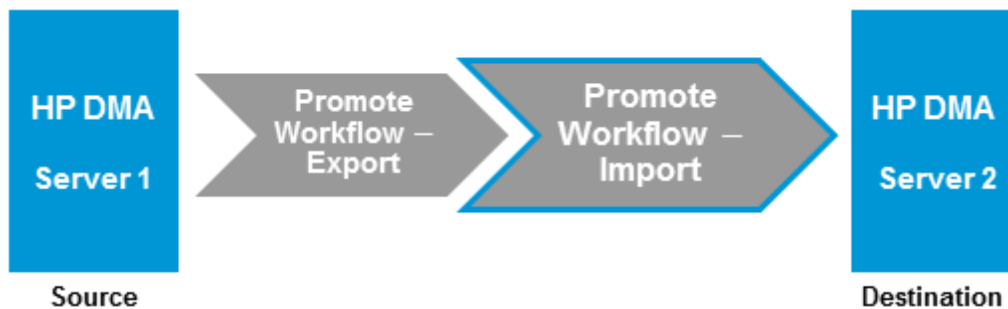 HP DMA
Server 1
Promote
Workflow –
Export
Promote
Workflow –
Import
HP DMA
Server 2
Source
Destination